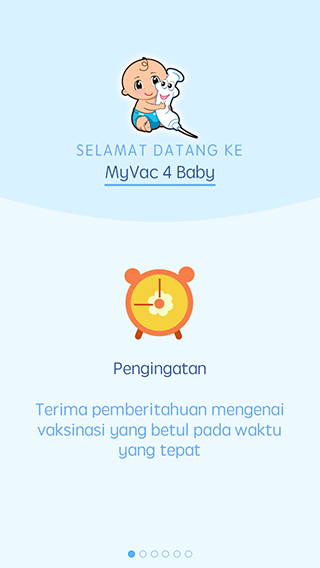 SELAMAT DATANG KE
MyVac 4 Baby
Pengingatan
Terima pemberitahuan mengenai
vaksinasi yang betul pada waktu
yang tepat